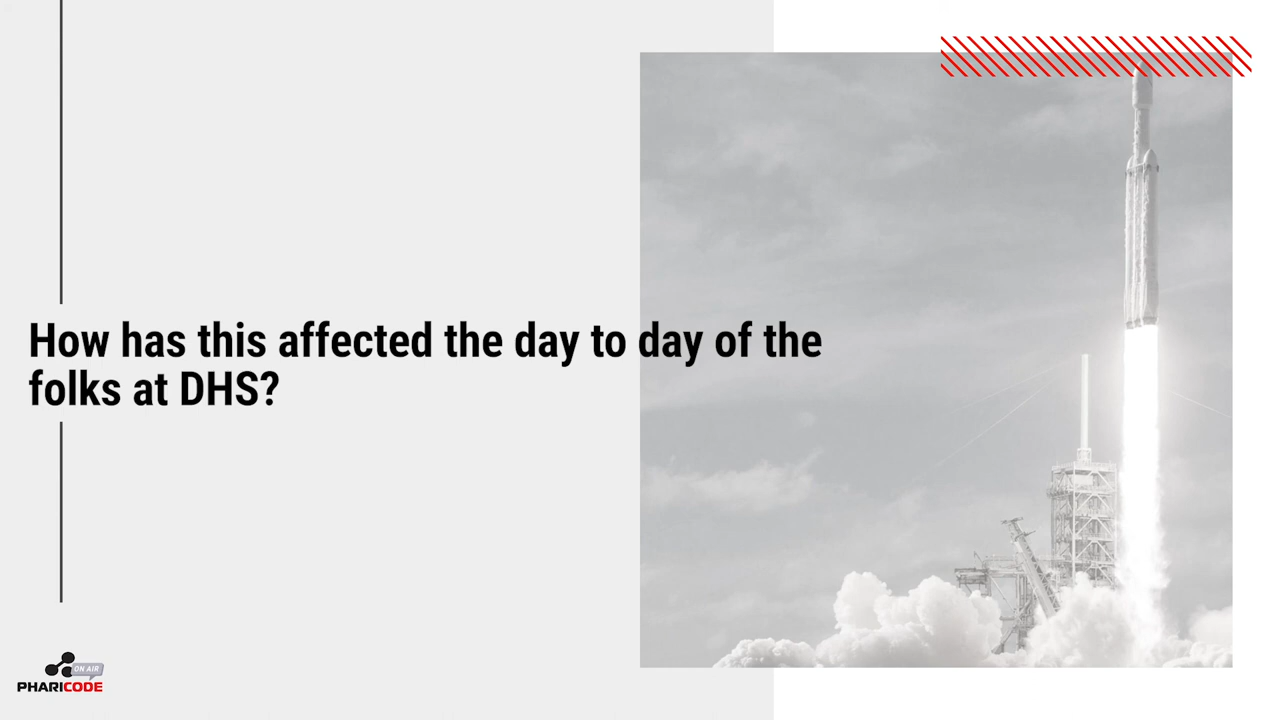 How has this affected the day to day of the
folks at DHS?
ON AIR
PHARICODE